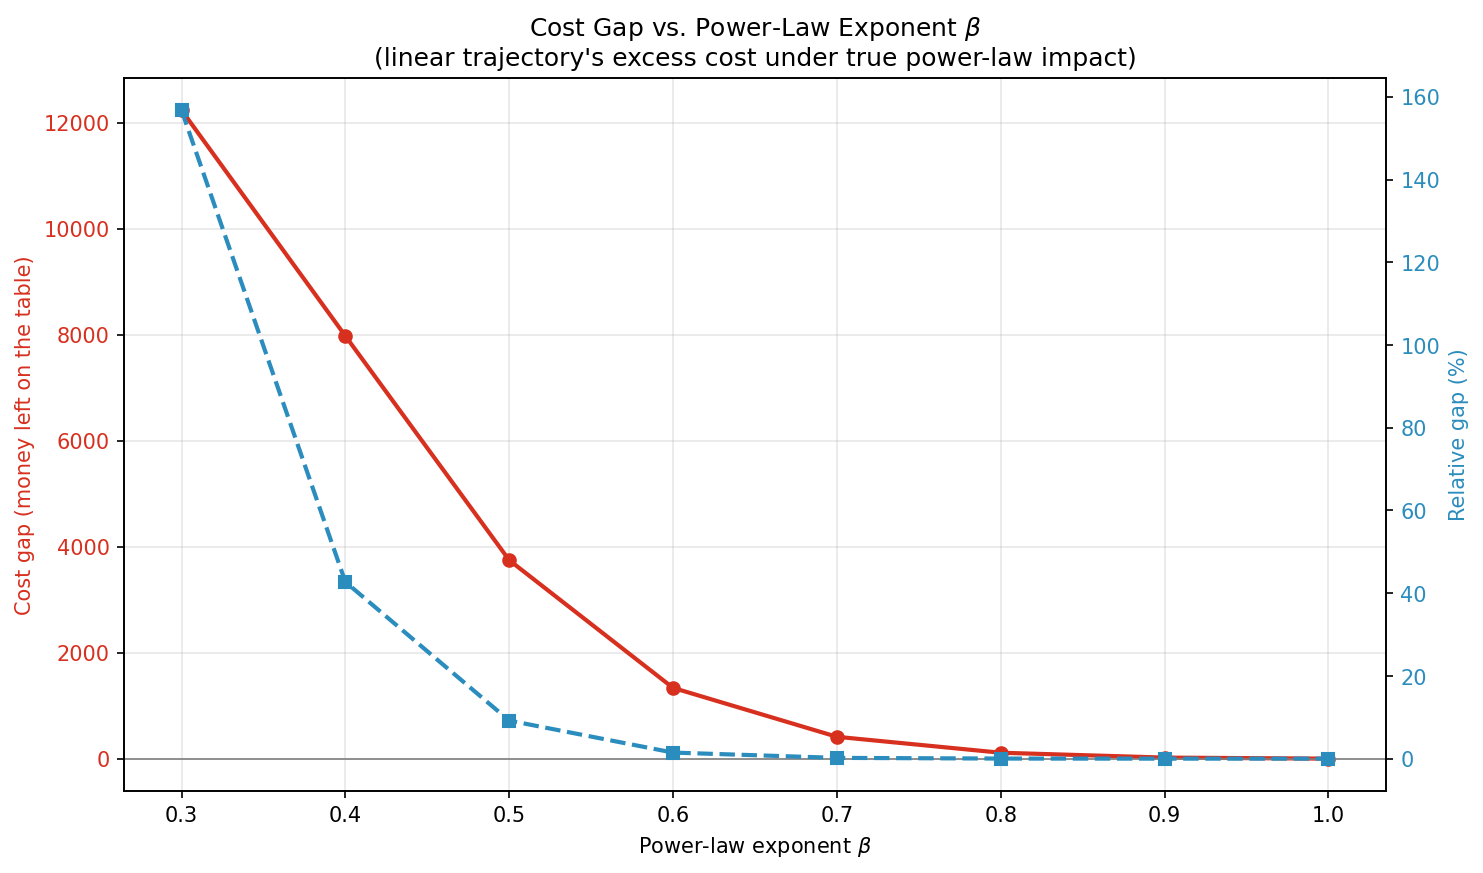 Cost Gap vs. Power-Law Exponent β
(linear trajectory's excess cost under true power-law impact)
Cost gap (money left on the table)
12000
10000
8000
6000
4000
2000
0
160
140
120
100
80
60
40
20
0
Relative gap (%)
0.3 0.4 0.5 0.6 0.7 0.8 0.9 1.0
Power-law exponent β